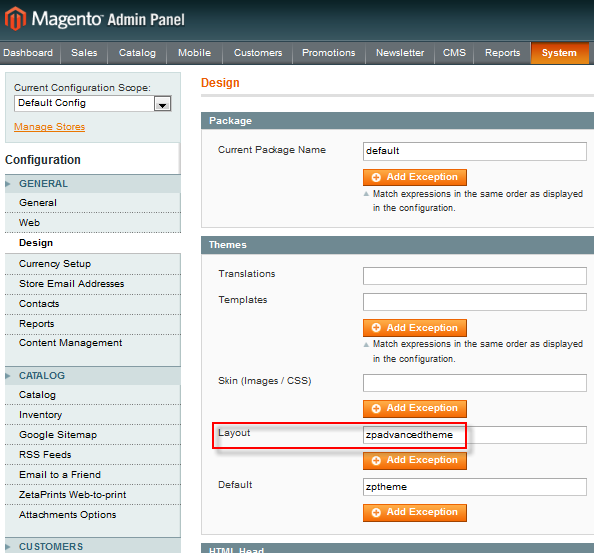 Magento Admin Panel
Dashboard Sales Catalog Mobile Customers Promotions Newsletter CMS Reports System
Current Configuration Scope:
Default Config
Manage Stores
Configuration
GENERAL
General
Web
Design
Currency Setup
Store Email Addresses
Contacts
Reports
Content Management
CATALOG
Catalog
Inventory
Google Sitemap
RSS Feeds
Email to a Friend
ZetaPrints Web-to-print
Attachments Options
CUSTOMERS
Design
Package
Current Package Name default
Add Exception
Match expressions in the same order as displayed
in the configuration.
Themes
Translations
Templates
Add Exception
Match expressions in the same order as displayed
in the configuration.
Skin (Images / CSS)
Add Exception
Layout zpadvancedtheme
Add Exception
Default zptheme
Add Exception
HTML Head